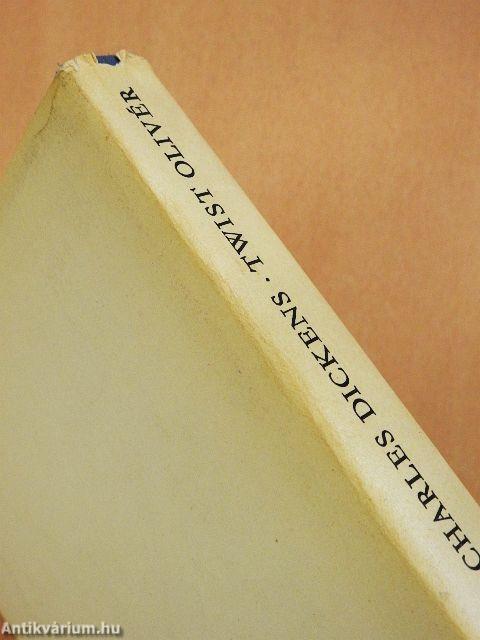 CHARLES DICKENS · TWIST OLIVÉR
Antikvárium.hu